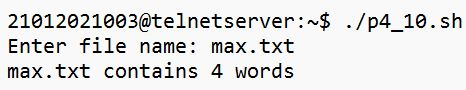 21012021003@telnetserver:~$ ./p4_10.sh
Enter file name: max.txt
max.txt contains 4 words